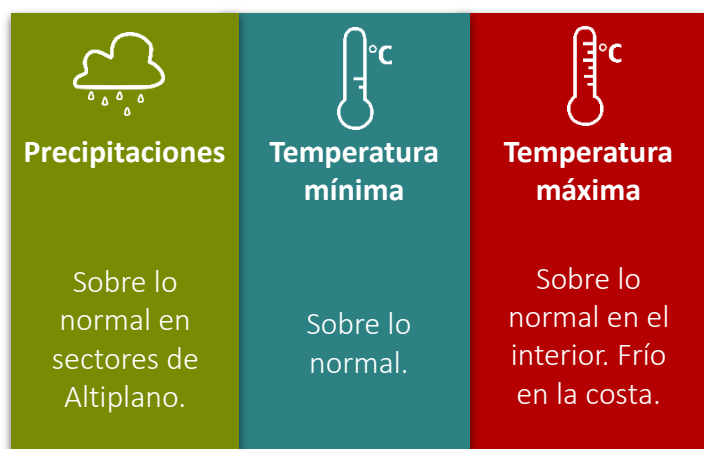 Precipitaciones
Sobre lo
normal en
sectores de
Altiplano.
°C
Temperatura
mínima
Sobre lo
normal.
°C
Temperatura
máxima
Sobre lo
normal en el
interior. Frío
en la costa.